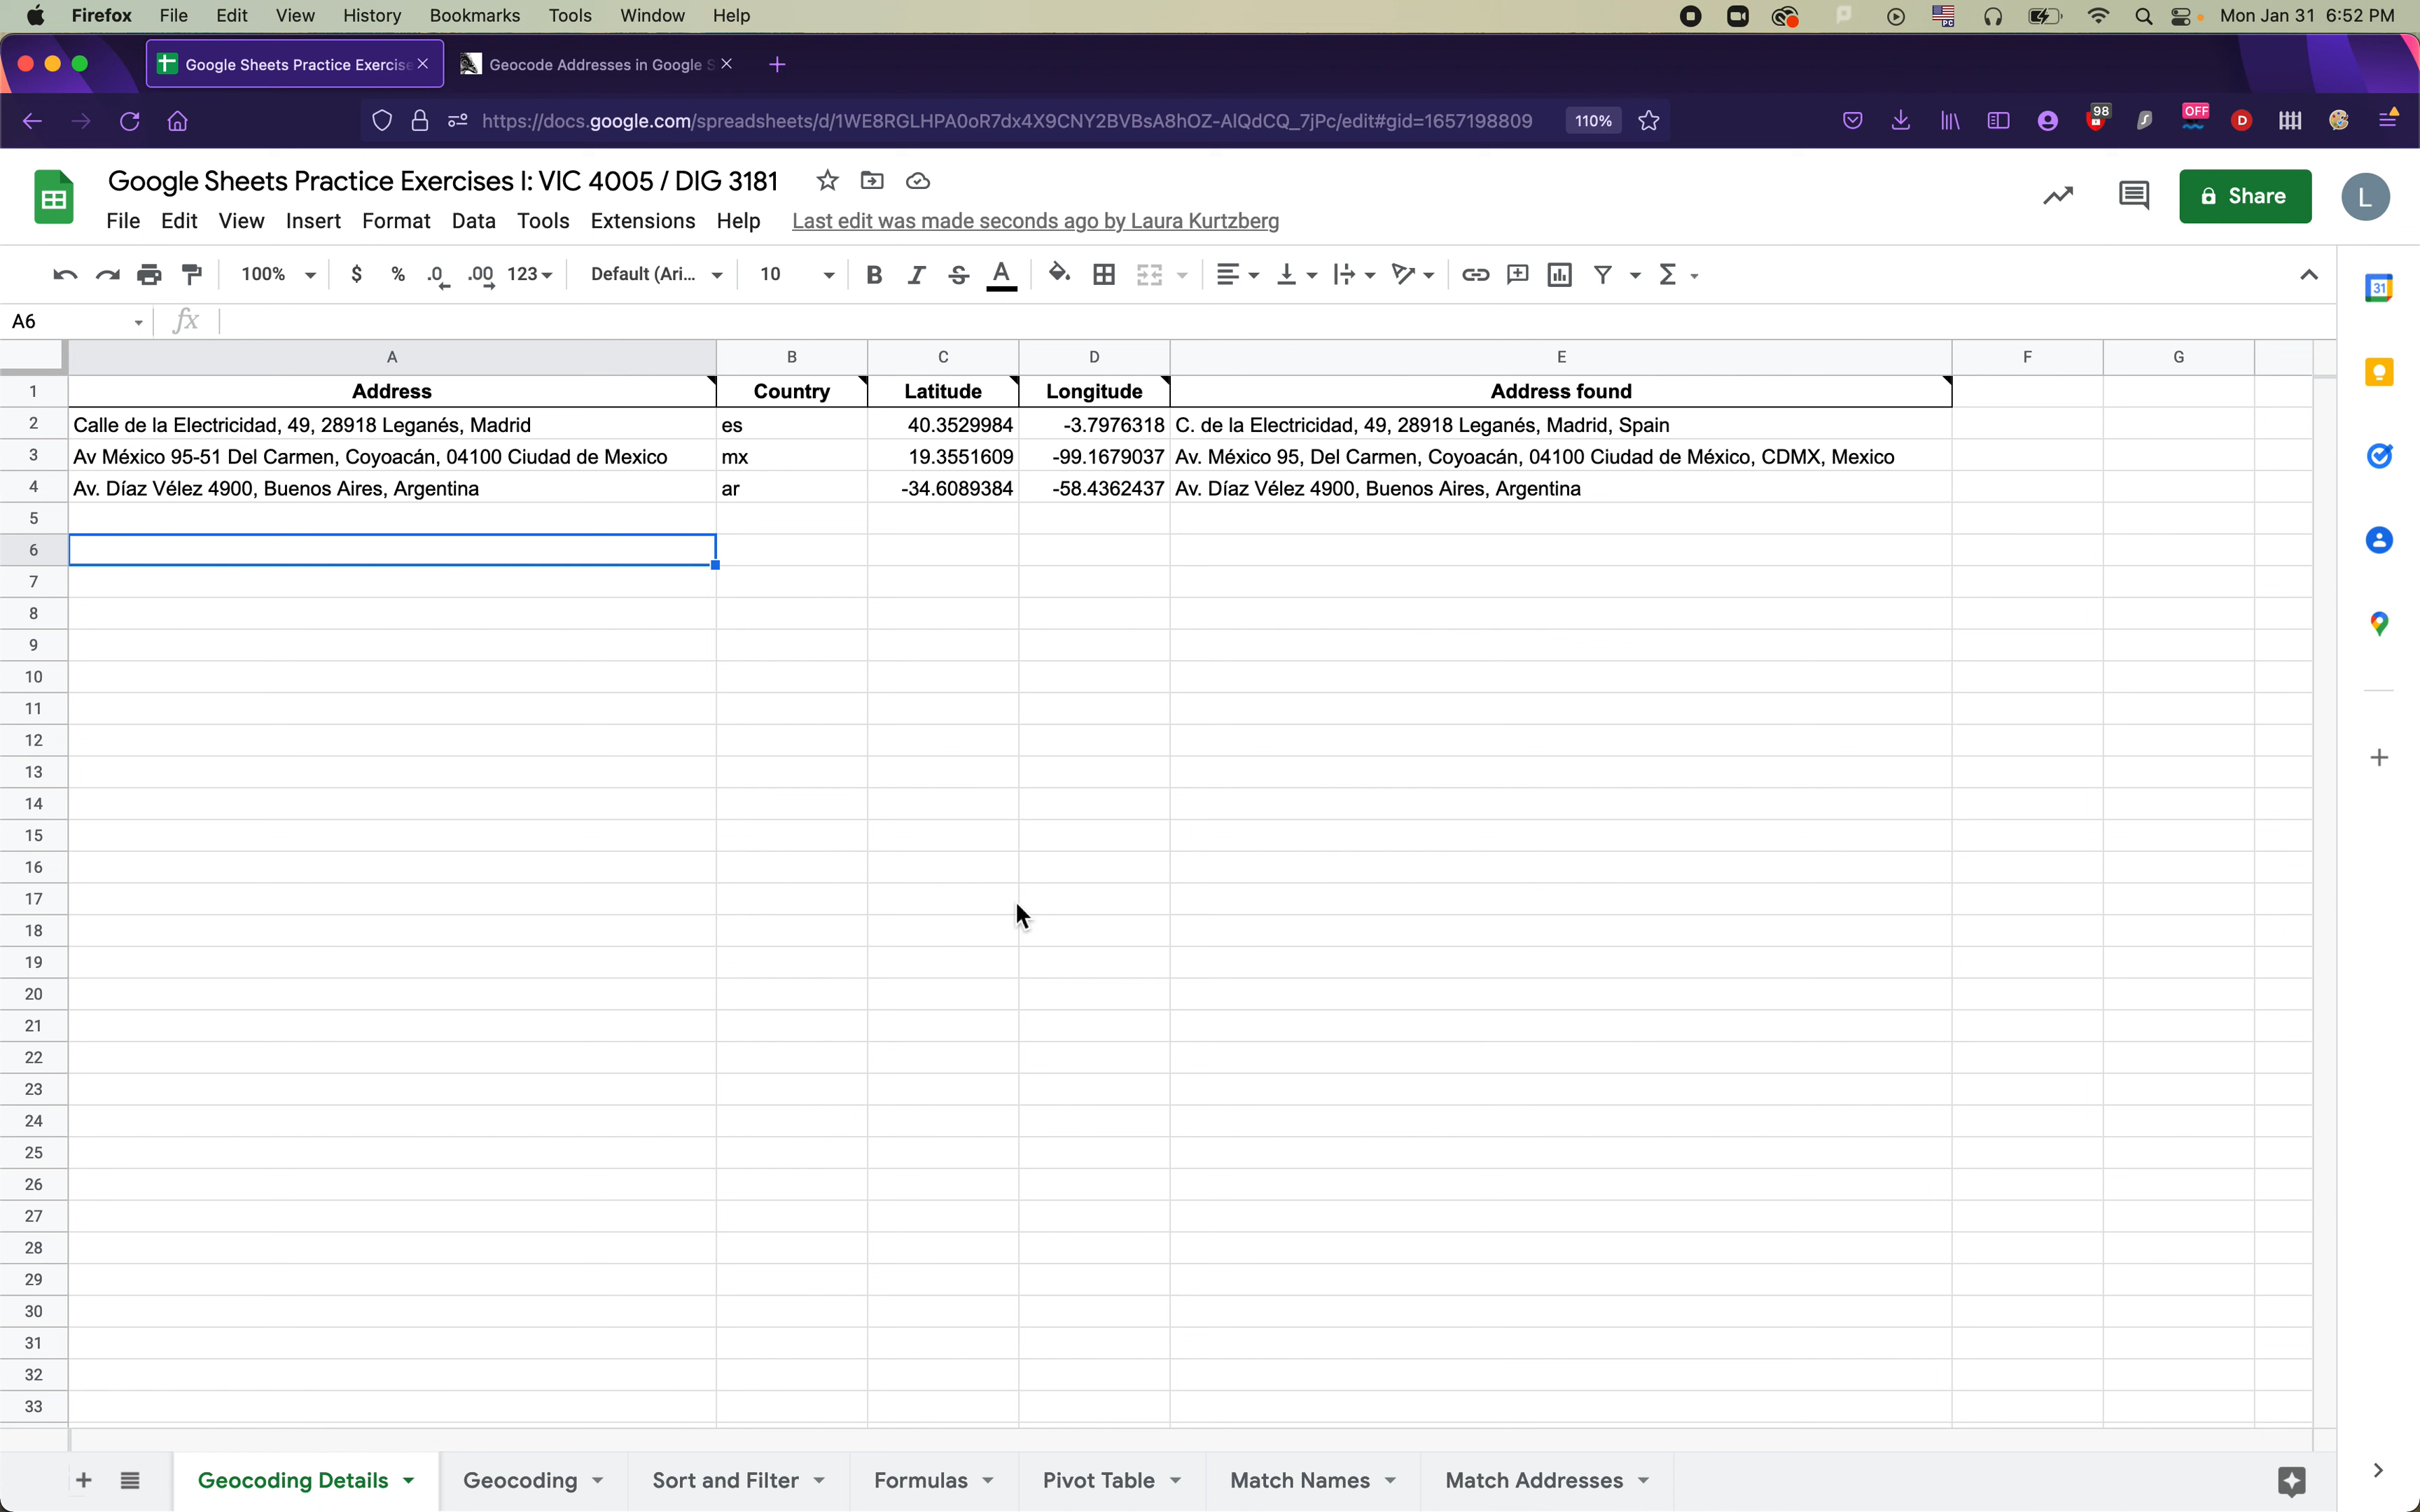 Firefox File Edit View History Bookmarks Tools Window Help Mon Jan 31 6:52 PM
Google Sheets Practice Exercise Geocode Addresses in Google S
https://docs.google.com/spreadsheets/d/1WE8RGLHPA0oR7dx4X9CNY2BVBsA8hOZ-AIQdCQ_7jPc/edit#gid=1657198809 110% 98 OFF D
Google Sheets Practice Exercises I: VIC 4005 / DIG 3181 Share L
File Edit View Insert Format Data Tools Extensions Help Last edit was made seconds ago by Laura Kurtzberg
100% $ % .0 .00 123 Default (Ari... 10 B I S A Σ 31
A6 fx
A B C D E F G
1 Address Country Latitude Longitude Address found
2 Calle de la Electricidad, 49, 28918 Leganés, Madrid es 40.3529984 -3.7976318 C. de la Electricidad, 49, 28918 Leganés, Madrid, Spain
3 Av México 95-51 Del Carmen, Coyoacán, 04100 Ciudad de Mexico mx 19.3551609 -99.1679037 Av. México 95, Del Carmen, Coyoacán, 04100 Ciudad de México, CDMX, Mexico
4 Av. Díaz Vélez 4900, Buenos Aires, Argentina ar -34.6089384 -58.4362437 Av. Díaz Vélez 4900, Buenos Aires, Argentina
5
6
7
8
9
10
11
12
13
14
15
16
17
18
19
20
21
22
23
24
25
26
27
28
29
30
31
32
33
Geocoding Details Geocoding Sort and Filter Formulas Pivot Table Match Names Match Addresses